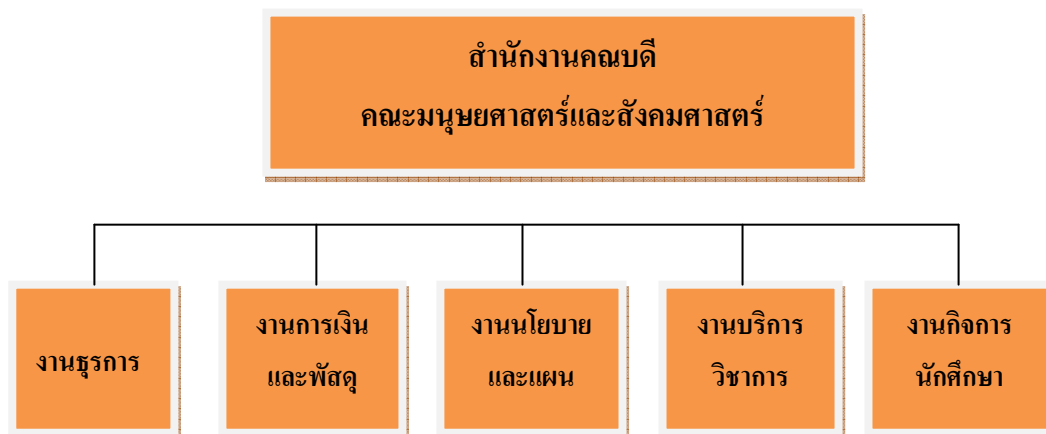 สำนักงานคณบดี
คณะมนุษยศาสตร์และสังคมศาสตร์
งานธุรการ
งานการเงิน
และพัสดุ
งานนโยบาย
และแผน
งานบริการ
วิชาการ
งานกิจการ
นักศึกษา